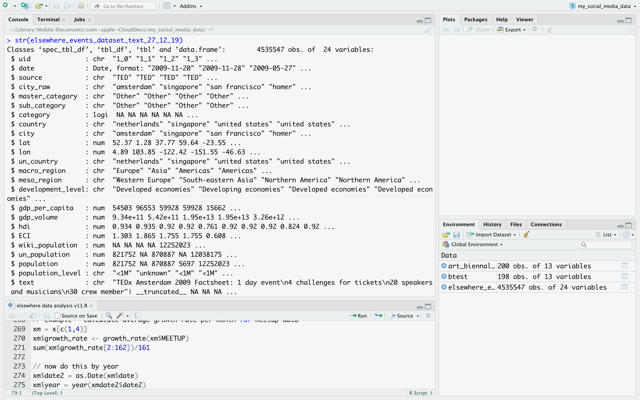 Go to file/function
Addins
my_social_media_data
Console Terminal Jobs
~/Library/Mobile Documents/com~apple~CloudDocs/my_social_media_data/
> str(elsewhere_events_dataset_text_27_12_19)
Classes 'spec_tbl_df', 'tbl_df', 'tbl' and 'data.frame': 4535547 obs. of 24 variables:
$ uid : chr "1_0" "1_1" "1_2" "1_3" ...
$ date : Date, format: "2009-11-20" "2009-11-28" "2009-05-27" ...
$ source : chr "TED" "TED" "TED" "TED" ...
$ city_raw : chr "amsterdam" "singapore" "san francisco" "homer" ...
$ master_category : chr "Other" "Other" "Other" "Other" ...
$ sub_category : chr "Other" "Other" "Other" "Other" ...
$ category : logi NA NA NA NA NA ...
$ country : chr "netherlands" "singapore" "united states" "united states" ...
$ city : chr "amsterdam" "singapore" "san francisco" "homer" ...
$ lat : num 52.37 1.28 37.77 59.64 -23.55 ...
$ lon : num 4.89 103.85 -122.42 -151.55 -46.63 ...
$ un_country : chr "netherlands" "singapore" "united states" "united states" ...
$ macro_region : chr "Europe" "Asia" "Americas" "Americas" ...
$ meso_region : chr "Western Europe" "South-eastern Asia" "Northern America" "Northern America" ...
$ development_level: chr "Developed economies" "Developing economies" "Developed economies" "Developed econ
omies" ...
$ gdp_per_capita : num 54503 96553 59928 59928 15662 ...
$ gdp_volume : num 9.34e+11 5.42e+11 1.95e+13 1.95e+13 3.26e+12 ...
$ hdi : num 0.934 0.935 0.92 0.92 0.761 0.92 0.92 0.92 0.824 0.92 ...
$ ECI : num 1.303 1.865 1.755 1.755 0.608 ...
$ wiki_population : num NA NA NA NA 12252023 ...
$ un_population : num 821752 NA 870887 NA 12038175 ...
$ population : num 821752 NA 870887 5697 12252023 ...
$ population_level : chr "<1M" "unknown" "<1M" "<1M" ...
$ text : chr "TEDx Amsterdam 2009 Factsheet: 1 day event\n4 challenges for tickets\n20 speakers
and musicians\n30 crew member"| __truncated__ NA NA NA ...
elsewhere data analysis v11.R
Source on Save
Run
Source
269 xm = x[c(1,4)]
270 xm$growth_rate <- growth_rate(xm$MEETUP)
271 sum(xm$growth_rate[2:162])/161
272
273 // now do this by year
274 xm$date2 = as.Date(xm$date)
275 xm$year = year(xmdate2$date2)
79:1
R Script
Plots Packages Help Viewer
Zoom
Export
Environment History Files Connections
Import Dataset
List
Global Environment
Data
art_biennal… 200 obs. of 13 variables
btest 198 obs. of 13 variables
elsewhere_e… 4535547 obs. of 24 variables